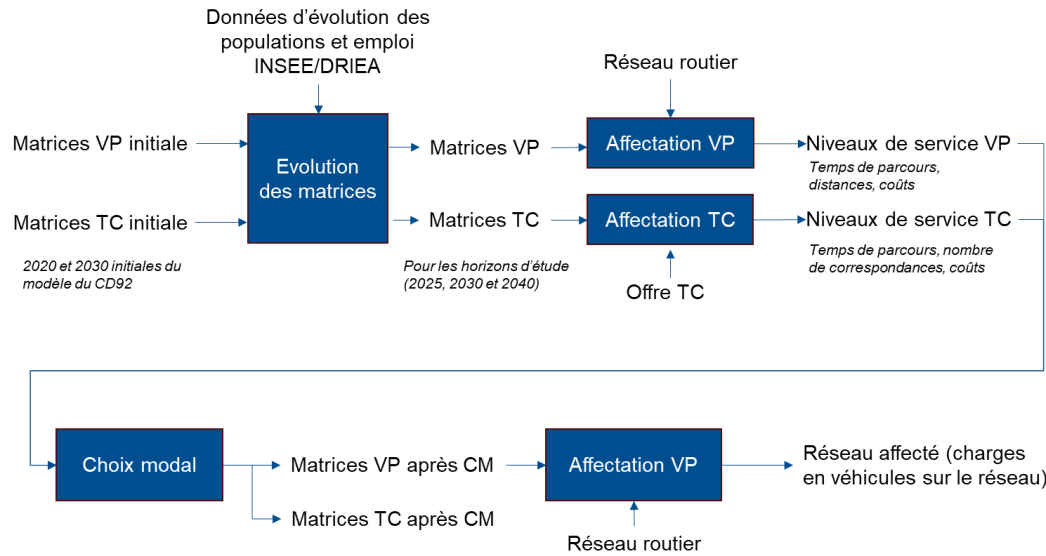 Données d’évolution des
populations et emploi
INSEE/DRIEA
Réseau routier
Matrices VP initiale
Evolution
des matrices
Matrices VP
Affectation VP
Niveaux de service VP
Temps de parcours,
distances, coûts
Matrices TC initiale
Matrices TC
Affectation TC
Niveaux de service TC
2020 et 2030 initiales du
modèle du CD92
Pour les horizons d’étude
(2025, 2030 et 2040)
Temps de parcours, nombre
de correspondances, coûts
Offre TC
Choix modal
Matrices VP après CM
Affectation VP
Réseau affecté (charges
en véhicules sur le réseau)
Matrices TC après CM
Réseau routier